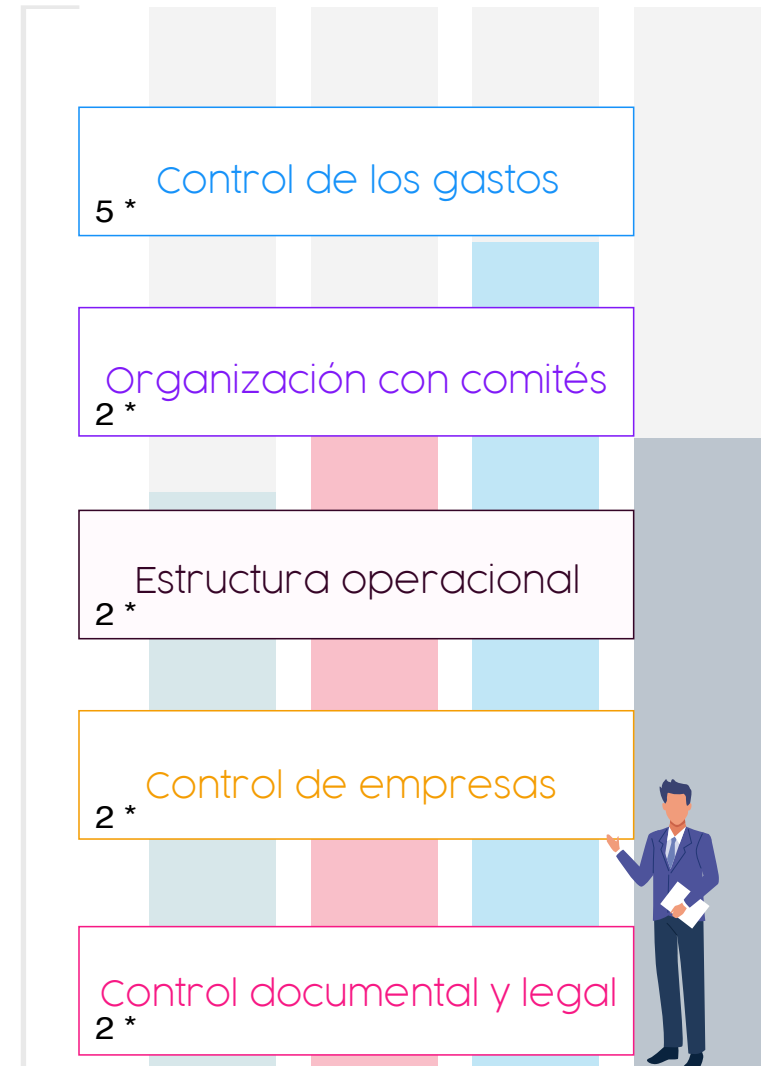 Control de los gastos
5 *
Organización con comités
2 *
Estructura operacional
2 *
Control de empresas
2 *
Control documental y legal
2 *